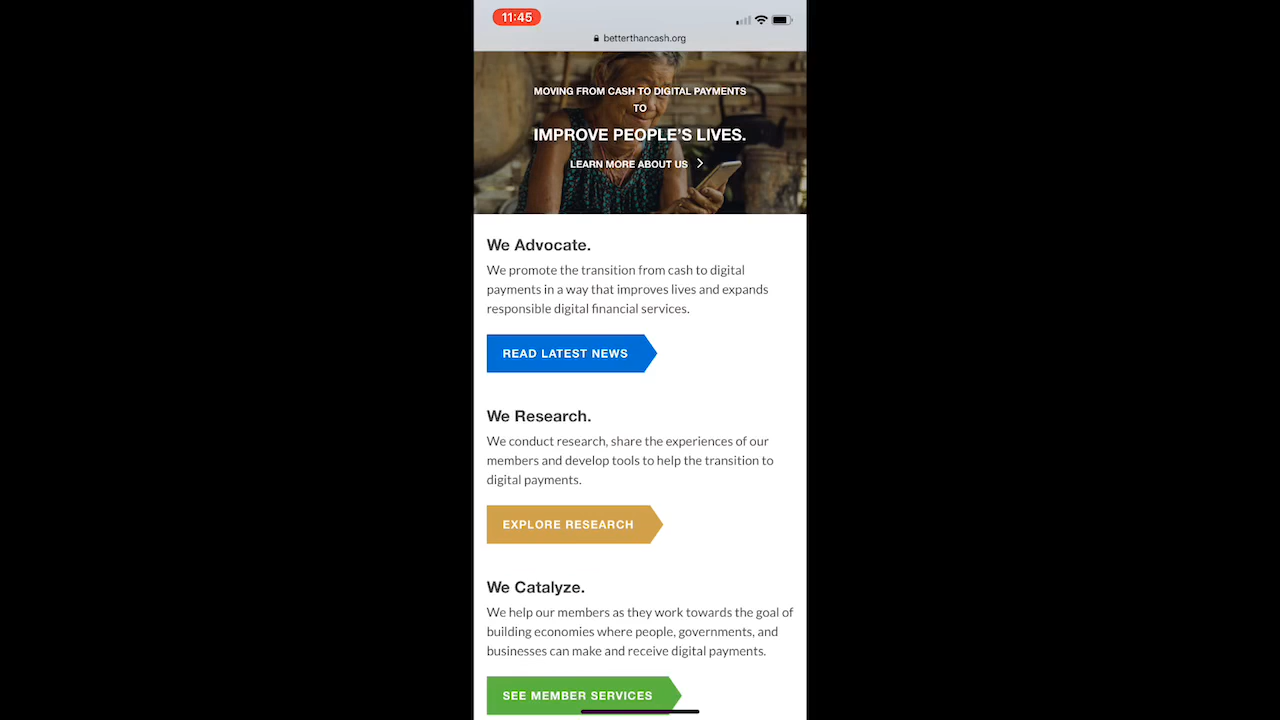 11:45
betterthancash.org
MOVING FROM CASH TO DIGITAL PAYMENTS
TO
IMPROVE PEOPLE'S LIVES.
LEARN MORE ABOUT US
We Advocate.
We promote the transition from cash to digital
payments in a way that improves lives and expands
responsible digital financial services.
READ LATEST NEWS
We Research.
We conduct research, share the experiences of our
members and develop tools to help the transition to
digital payments.
EXPLORE RESEARCH
We Catalyze.
We help our members as they work towards the goal of
building economies where people, governments, and
businesses can make and receive digital payments.
SEE MEMBER SERVICES